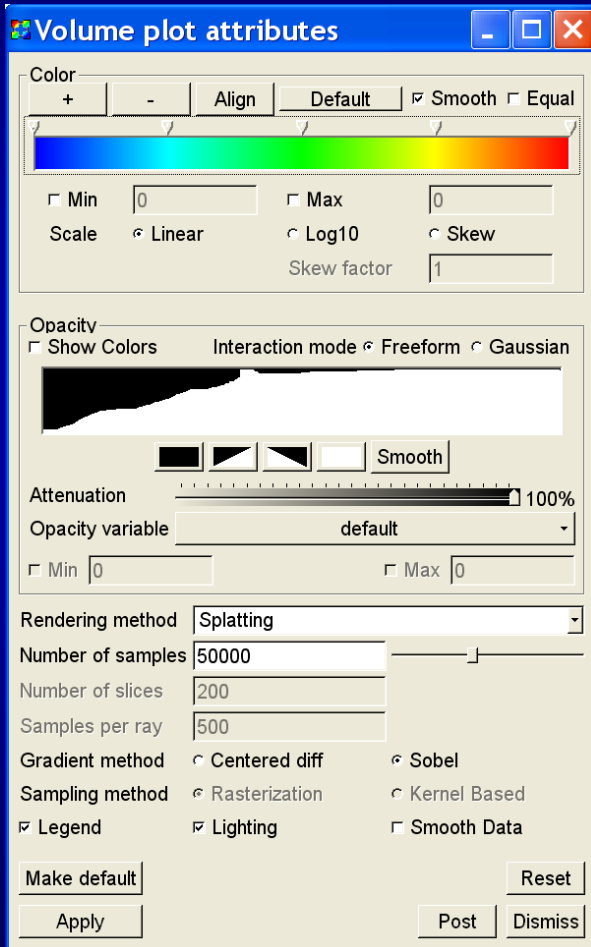 Volume plot attributes
Color
+ - Align Default Smooth Equal
Min 0 Max 0
Scale Linear Log10 Skew
Skew factor 1
Opacity
Show Colors Interaction mode Freeform Gaussian
Smooth
Attenuation 100%
Opacity variable default
Min 0 Max 0
Rendering method Splatting
Number of samples 50000
Number of slices 200
Samples per ray 500
Gradient method Centered diff Sobel
Sampling method Rasterization Kernel Based
Legend Lighting Smooth Data
Make default Reset
Apply Post Dismiss